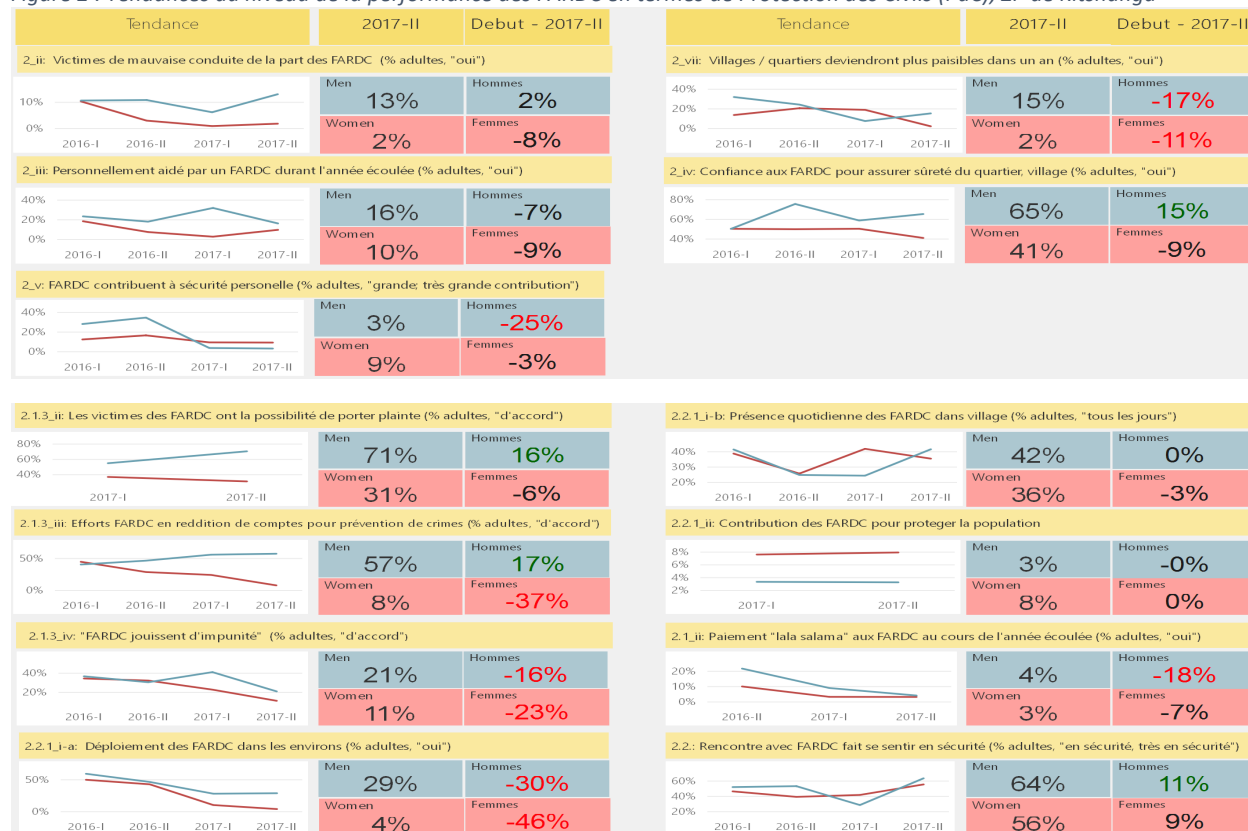 Tendance 2017-II Debut - 2017-II
2_ii: Victimes de mauvaise conduite de la part des FARDC (% adultes, "oui")
10%
0%
2016-I 2016-II 2017-I 2017-II
Men 13% Hommes 2%
Women 2% Femmes -8%
2_iii: Personnellement aidé par un FARDC durant l'année écoulée (% adultes, "oui")
40%
20%
0%
2016-I 2016-II 2017-I 2017-II
Men 16% Hommes -7%
Women 10% Femmes -9%
2_v: FARDC contribuent à sécurité personelle (% adultes, "grande; très grande contribution")
40%
20%
0%
2016-I 2016-II 2017-I 2017-II
Men 3% Hommes -25%
Women 9% Femmes -3%
Tendance 2017-II Debut - 2017-II
2_vii: Villages / quartiers deviendront plus paisibles dans un an (% adultes, "oui")
40%
20%
0%
2016-I 2016-II 2017-I 2017-II
Men 15% Hommes -17%
Women 2% Femmes -11%
2_iv: Confiance aux FARDC pour assurer sûreté du quartier, village (% adultes, "oui")
80%
60%
40%
2016-I 2016-II 2017-I 2017-II
Men 65% Hommes 15%
Women 41% Femmes -9%
2.1.3_ii: Les victimes des FARDC ont la possibilité de porter plainte (% adultes, "d'accord")
80%
60%
40%
2017-I 2017-II
Men 71% Hommes 16%
Women 31% Femmes -6%
2.1.3_iii: Efforts FARDC en reddition de comptes pour prévention de crimes (% adultes, "d'accord")
50%
0%
2016-I 2016-II 2017-I 2017-II
Men 57% Hommes 17%
Women 8% Femmes -37%
2.1.3_iv: "FARDC jouissent d'impunité" (% adultes, "d'accord")
40%
20%
2016-I 2016-II 2017-I 2017-II
Men 21% Hommes -16%
Women 11% Femmes -23%
2.2.1_i-a: Déploiement des FARDC dans les environs (% adultes, "oui")
50%
0%
2016-I 2016-II 2017-I 2017-II
Men 29% Hommes -30%
Women 4% Femmes -46%
2.2.1_i-b: Présence quotidienne des FARDC dans village (% adultes, "tous les jours")
40%
30%
20%
2016-I 2016-II 2017-I 2017-II
Men 42% Hommes 0%
Women 36% Femmes -3%
2.2.1_ii: Contribution des FARDC pour proteger la population
8%
6%
4%
2%
2017-I 2017-II
Men 3% Hommes -0%
Women 8% Femmes 0%
2.1_ii: Paiement "lala salama" aux FARDC au cours de l'année écoulée (% adultes, "oui")
20%
10%
0%
2016-II 2017-I 2017-II
Men 4% Hommes -18%
Women 3% Femmes -7%
2.2.: Rencontre avec FARDC fait se sentir en sécurité (% adultes, "en sécurité, très en sécurité")
60%
40%
20%
2016-I 2016-II 2017-I 2017-II
Men 64% Hommes 11%
Women 56% Femmes 9%